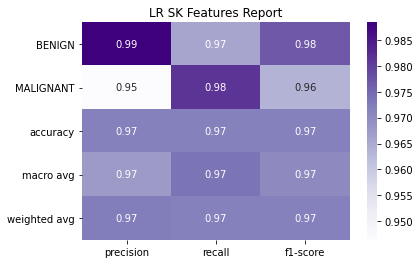 LR SK Features Report
BENIGN 0.99 0.97 0.98
MALIGNANT 0.95 0.98 0.96
accuracy 0.97 0.97 0.97
macro avg 0.97 0.97 0.97
weighted avg 0.97 0.97 0.97
precision recall f1-score
0.985
0.980
0.975
0.970
0.965
0.960
0.955
0.950